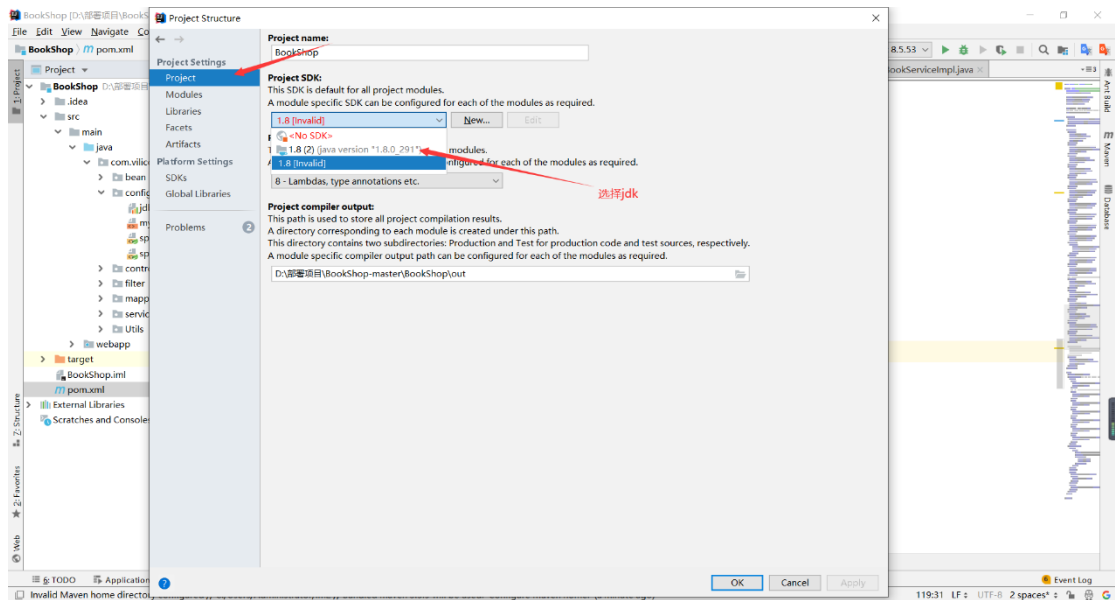 BookShop [D:\部署项目\BookS
Project Structure
File Edit View Navigate Co
BookShop pom.xml
8.5.53
BookServiceImpl.java
Project
BookShop D:\部署项目
.idea
src
main
java
com.vilic
bean
config
jdl
my
sp
sp
contro
filter
mapp
servic
Utils
webapp
target
BookShop.iml
pom.xml
External Libraries
Scratches and Console
1: Project
Z: Structure
2: Favorites
Web
Project Settings
Project
Modules
Libraries
Facets
Artifacts
Platform Settings
SDKs
Global Libraries
Problems 2
Project name:
BookShop
Project SDK:
This SDK is default for all project modules.
A module specific SDK can be configured for each of the modules as required.
1.8 [Invalid] New... Edit
<No SDK>
1.8 (2) (java version "1.8.0_291") modules.
1.8 [Invalid] nfigured for each of the modules as required.
8 - Lambdas, type annotations etc.
选择jdk
Project compiler output:
This path is used to store all project compilation results.
A directory corresponding to each module is created under this path.
This directory contains two subdirectories: Production and Test for production code and test sources, respectively.
A module specific compiler output path can be configured for each of the modules as required.
D:\部署项目\BookShop-master\BookShop\out
OK Cancel Apply
Ant Build
Maven
Database
6: TODO Application
6 Event Log
Invalid Maven home director
119:31 LF UTF-8 2 spaces*